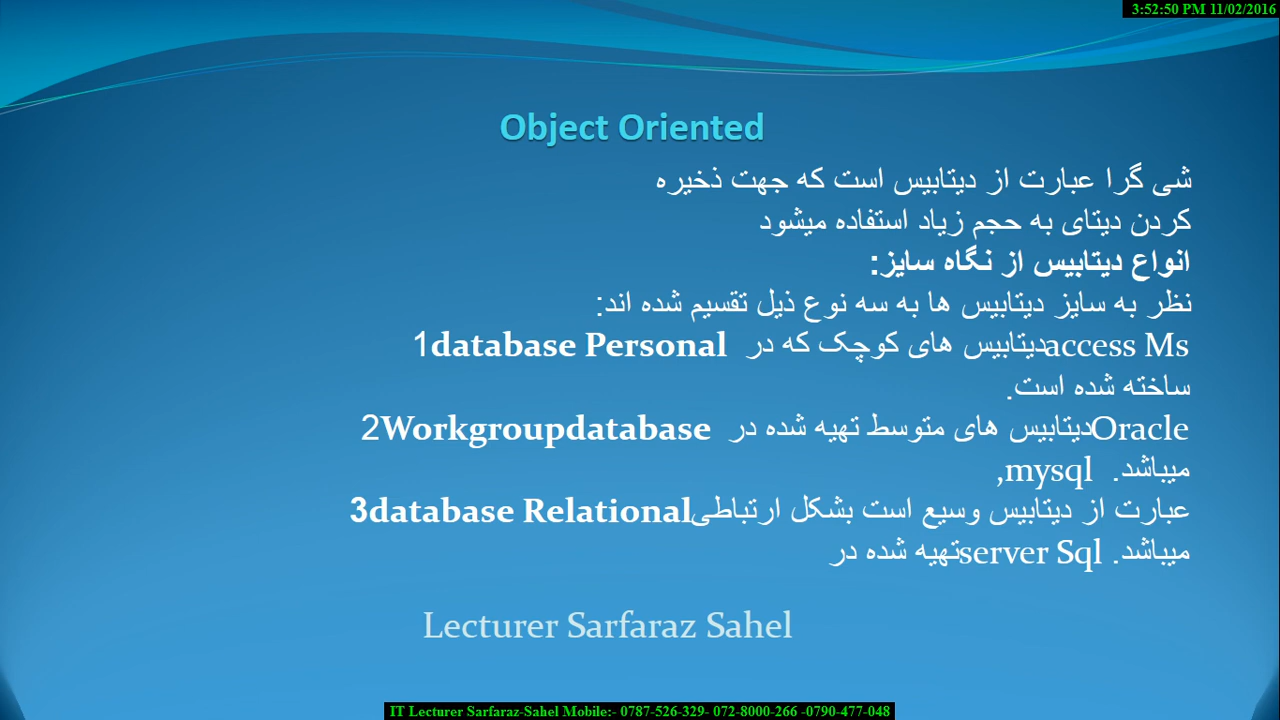 3:52:50 PM 11/02/2016
Object Oriented
شی گرا عبارت از دیتابیس است که جهت ذخیره
کردن دیتای به حجم زیاد استفاده میشود
انواع دیتابیس از نگاه سایز:
نظر به سایز دیتابیس ها به سه نوع ذیل تقسیم شده اند:
1database Personal دیتابیس های کوچک که در access Ms
ساخته شده است.
2Workgroupdatabase دیتابیس های متوسط تهیه شده در Oracle
,mysql میباشد.
3database Relational عبارت از دیتابیس وسیع است بشکل ارتباطی
تهیه شده در server Sql میباشد.
Lecturer Sarfaraz Sahel
IT Lecturer Sarfaraz-Sahel Mobile:- 0787-526-329- 072-8000-266 -0790-477-048